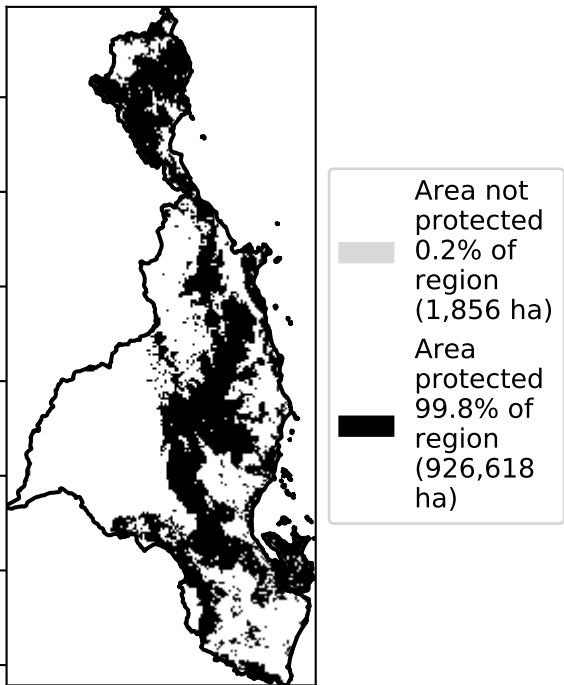 Area not
protected
0.2% of
region
(1,856 ha)
Area
protected
99.8% of
region
(926,618
ha)